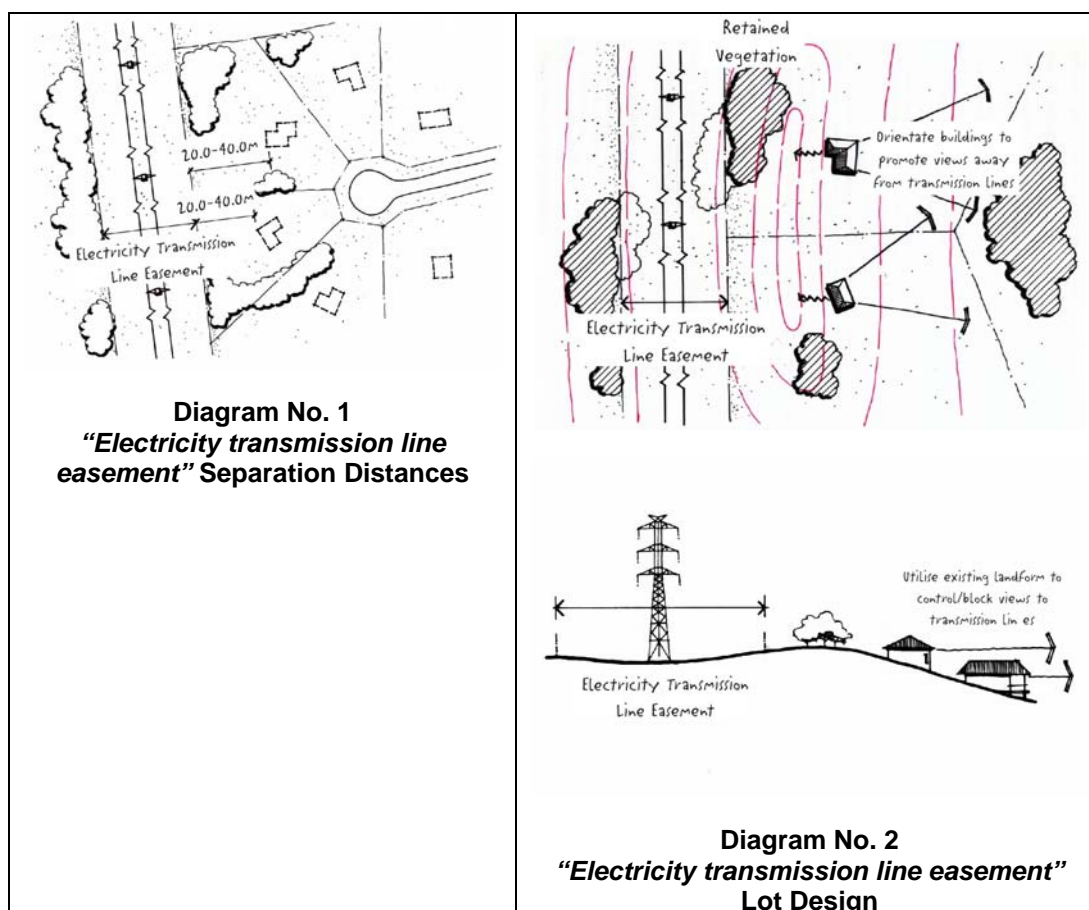 20.0-40.0m
20.0-40.0m
Electricity Transmission
Line Easement
Diagram No. 1
“Electricity transmission line
easement” Separation Distances
Retained
Vegetation
Orientate buildings to
promote views away
from transmission lines
Electricity Transmission
Line Easement
Utilise existing landform to
control/block views to
transmission lin es
Electricity Transmission
Line Easement
Diagram No. 2
“Electricity transmission line easement”
Lot Design